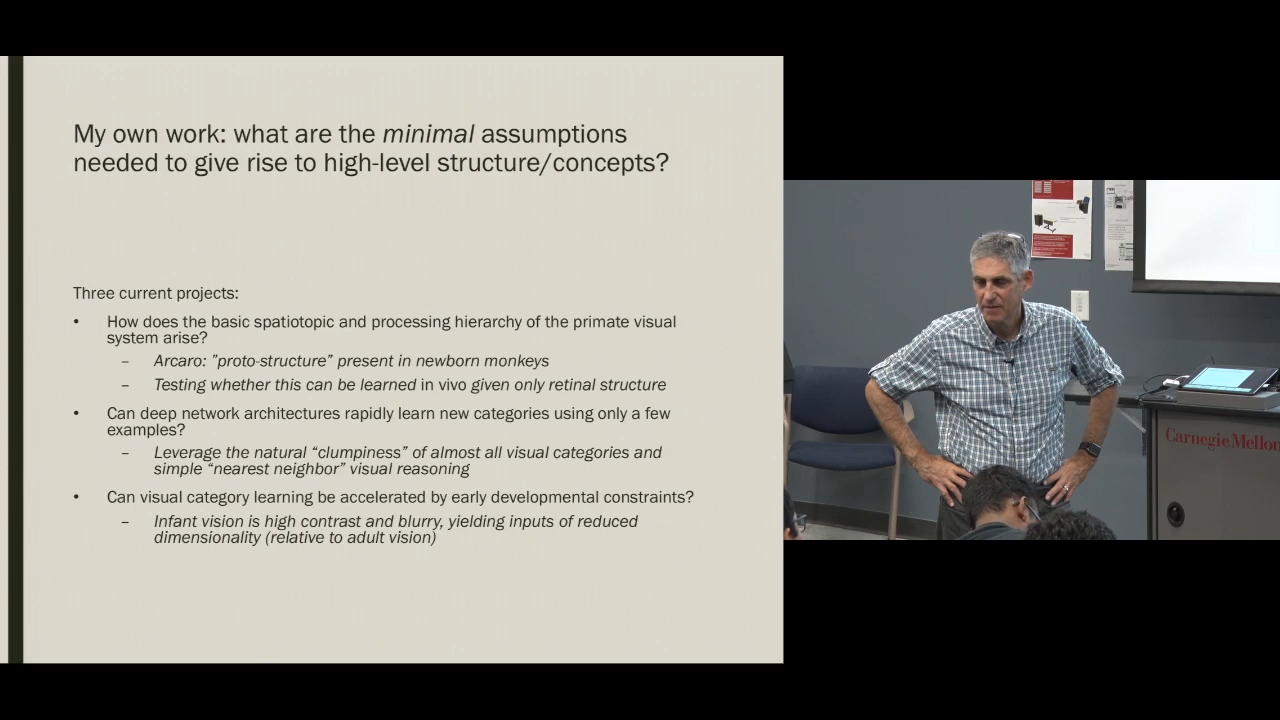 My own work: what are the minimal assumptions
needed to give rise to high-level structure/concepts?
Three current projects:
• How does the basic spatiotopic and processing hierarchy of the primate visual
system arise?
– Arcaro: ”proto-structure” present in newborn monkeys
– Testing whether this can be learned in vivo given only retinal structure
• Can deep network architectures rapidly learn new categories using only a few
examples?
– Leverage the natural “clumpiness” of almost all visual categories and
simple “nearest neighbor” visual reasoning
• Can visual category learning be accelerated by early developmental constraints?
– Infant vision is high contrast and blurry, yielding inputs of reduced
dimensionality (relative to adult vision)
Carnegie Mellon